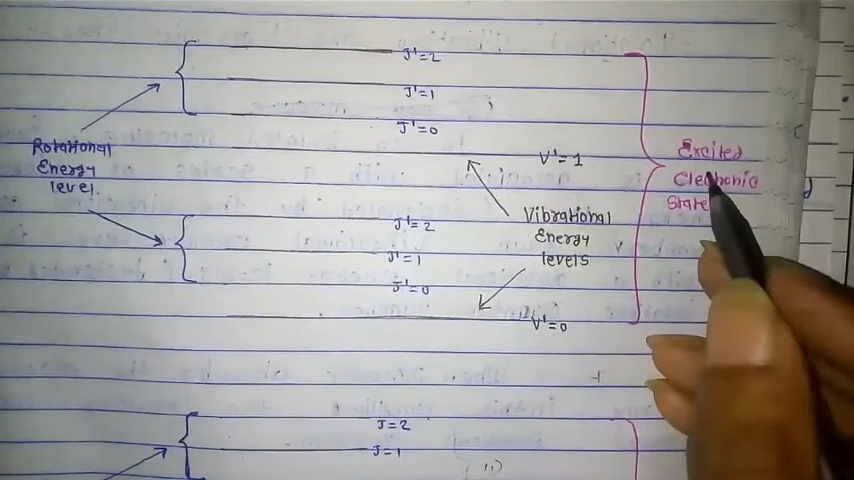 J'=2
J'=1
J'=0
V'=1
Rotational
Energy
level.
Excited
Electronic
State
Vibrational
Energy
levels
J'=2
J'=1
J'=0
V'=0
J=2
J=1